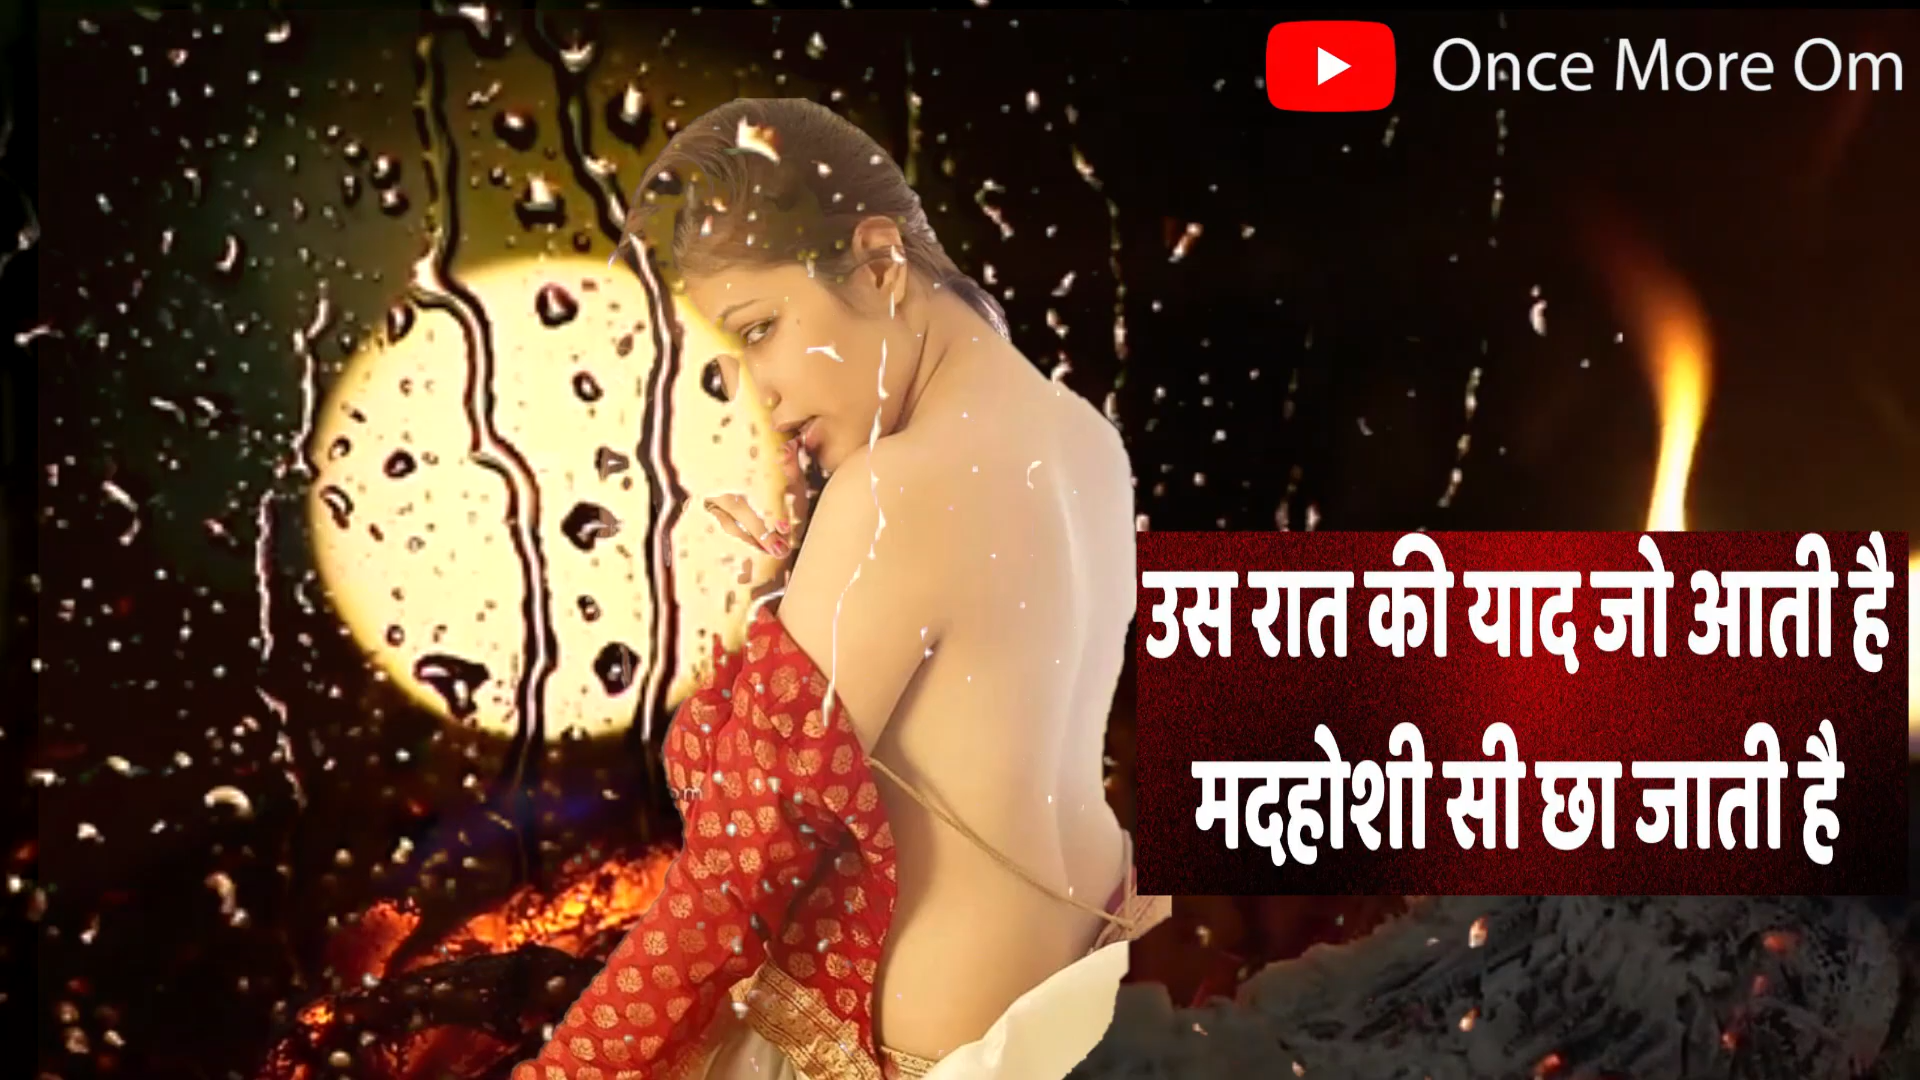 Once More Om
उस रात की याद जो आती है
मदहोशी सी छा जाती है